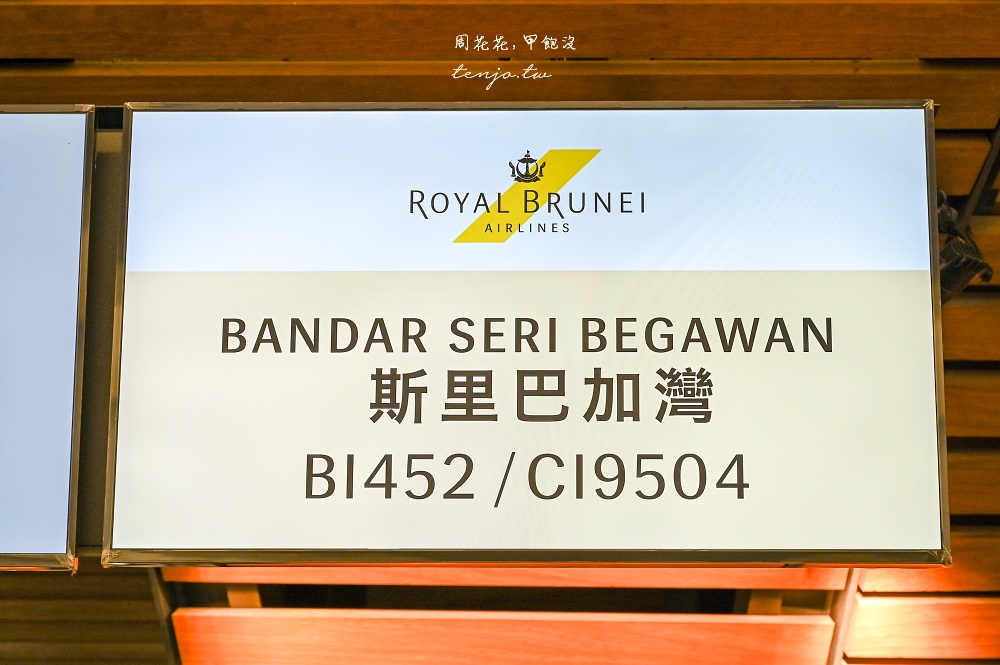 周花花,甲飽沒
tenjo.tw
ROYAL BRUNEI
AIRLINES
BANDAR SERI BEGAWAN
斯里巴加灣
BI452 / CI9504